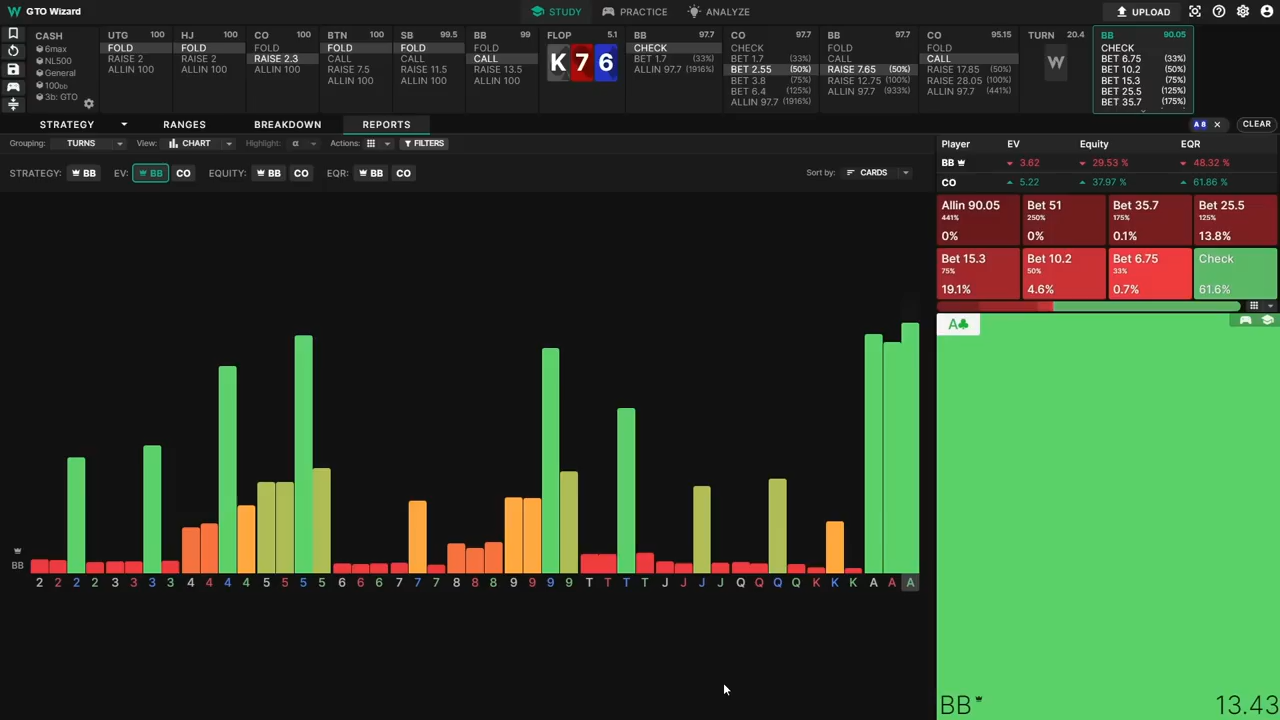 GTO Wizard
STUDY PRACTICE ANALYZE
UPLOAD
CASH
6max
NL500
General
100bb
3b: GTO
UTG 100
FOLD
RAISE 2
ALLIN 100
HJ 100
FOLD
RAISE 2
ALLIN 100
CO 100
FOLD
RAISE 2.3
ALLIN 100
BTN 100
FOLD
CALL
RAISE 7.5
ALLIN 100
SB 99.5
FOLD
CALL
RAISE 11.5
ALLIN 100
BB 99
FOLD
CALL
RAISE 13.5
ALLIN 100
FLOP 5.1
K 7 6
BB 97.7
CHECK
BET 1.7 (33%)
ALLIN 97.7 (1916%)
CO 97.7
CHECK
BET 1.7 (33%)
BET 2.55 (50%)
BET 3.8 (75%)
BET 6.4 (125%)
ALLIN 97.7 (1916%)
BB 97.7
FOLD
CALL
RAISE 7.65 (50%)
RAISE 12.75 (100%)
ALLIN 97.7 (933%)
CO 95.15
FOLD
CALL
RAISE 17.85 (50%)
RAISE 28.05 (100%)
ALLIN 97.7 (441%)
TURN 20.4
BB 90.05
CHECK
BET 6.75 (33%)
BET 10.2 (50%)
BET 15.3 (75%)
BET 25.5 (125%)
BET 35.7 (175%)
STRATEGY RANGES BREAKDOWN REPORTS
A 8 × CLEAR
Grouping: TURNS View: CHART Highlight: α Actions: FILTERS
STRATEGY: BB EV: BB CO EQUITY: BB CO EQR: BB CO
Sort by: CARDS
Player EV Equity EQR
BB 3.62 29.53 % 48.32 %
CO 5.22 37.97 % 61.86 %
Allin 90.05
441%
0%
Bet 51
250%
0%
Bet 35.7
175%
0.1%
Bet 25.5
125%
13.8%
Bet 15.3
75%
19.1%
Bet 10.2
50%
4.6%
Bet 6.75
33%
0.7%
Check
61.6%
A♣
BB
2 2 2 2 3 3 3 3 4 4 4 4 5 5 5 5 6 6 6 7 7 7 8 8 8 9 9 9 9 T T T T J J J J Q Q Q Q K K K A A A
BB 13.43